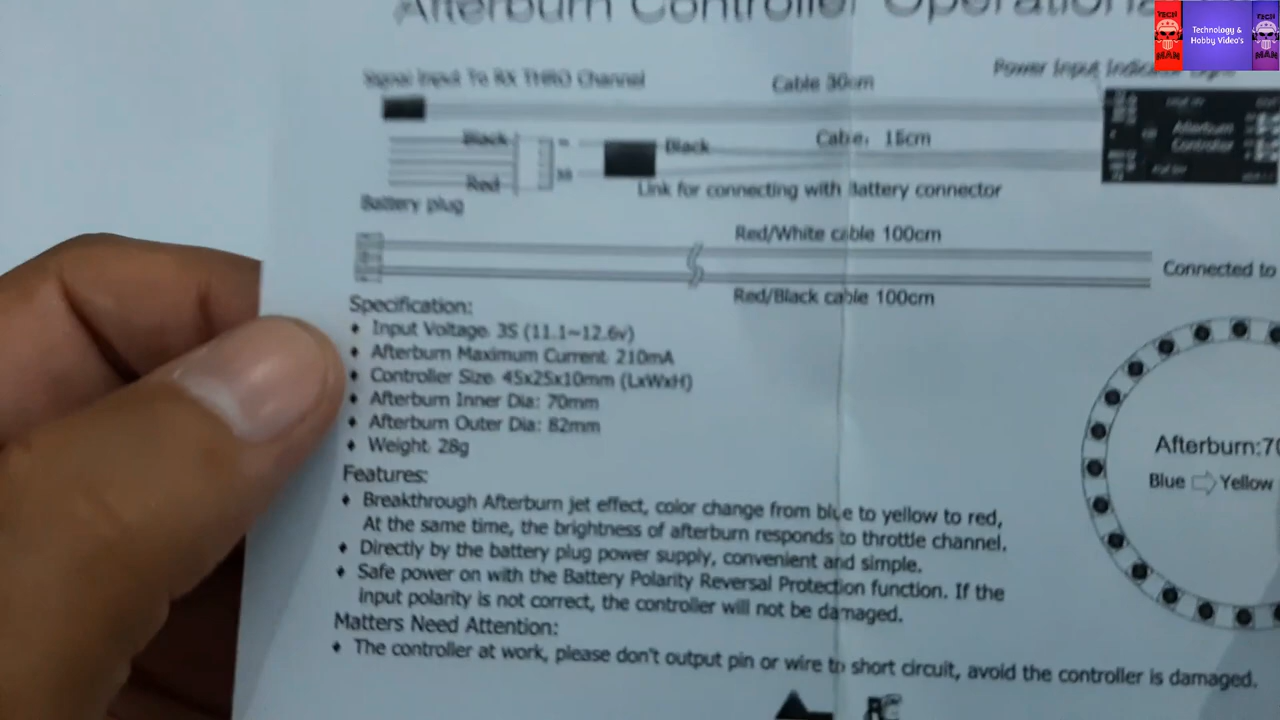 Afterburn Controller Operationa
TECH
MAN
Technology &
Hobby Video's
TECH
MAN
Signal Input To RX THRO Channel
Cable 30cm
Power Input Indicator Light
Black
Black
Cable, 15cm
Afterburn
Controller
Red
Link for connecting with Battery connector
Battery plug
Red/White cable 100cm
Connected to
Red/Black cable 100cm
Specification:
♦ Input Voltage 3S (11.1~12.6v)
♦ Afterburn Maximum Current 210mA
♦ Controller Size 45x25x10mm (LxWxH)
♦ Afterburn Inner Dia: 70mm
♦ Afterburn Outer Dia: 82mm
♦ Weight 28g
Afterburn:70
Blue ⇨ Yellow
Features:
♦ Breakthrough Afterburn jet effect, color change from blue to yellow to red,
At the same time, the brightness of afterburn responds to throttle channel.
♦ Directly by the battery plug power supply, convenient and simple.
♦ Safe power on with the Battery Polarity Reversal Protection function. If the
input polarity is not correct, the controller will not be damaged.
Matters Need Attention:
♦ The controller at work, please don't output pin or wire to short circuit, avoid the controller is damaged.